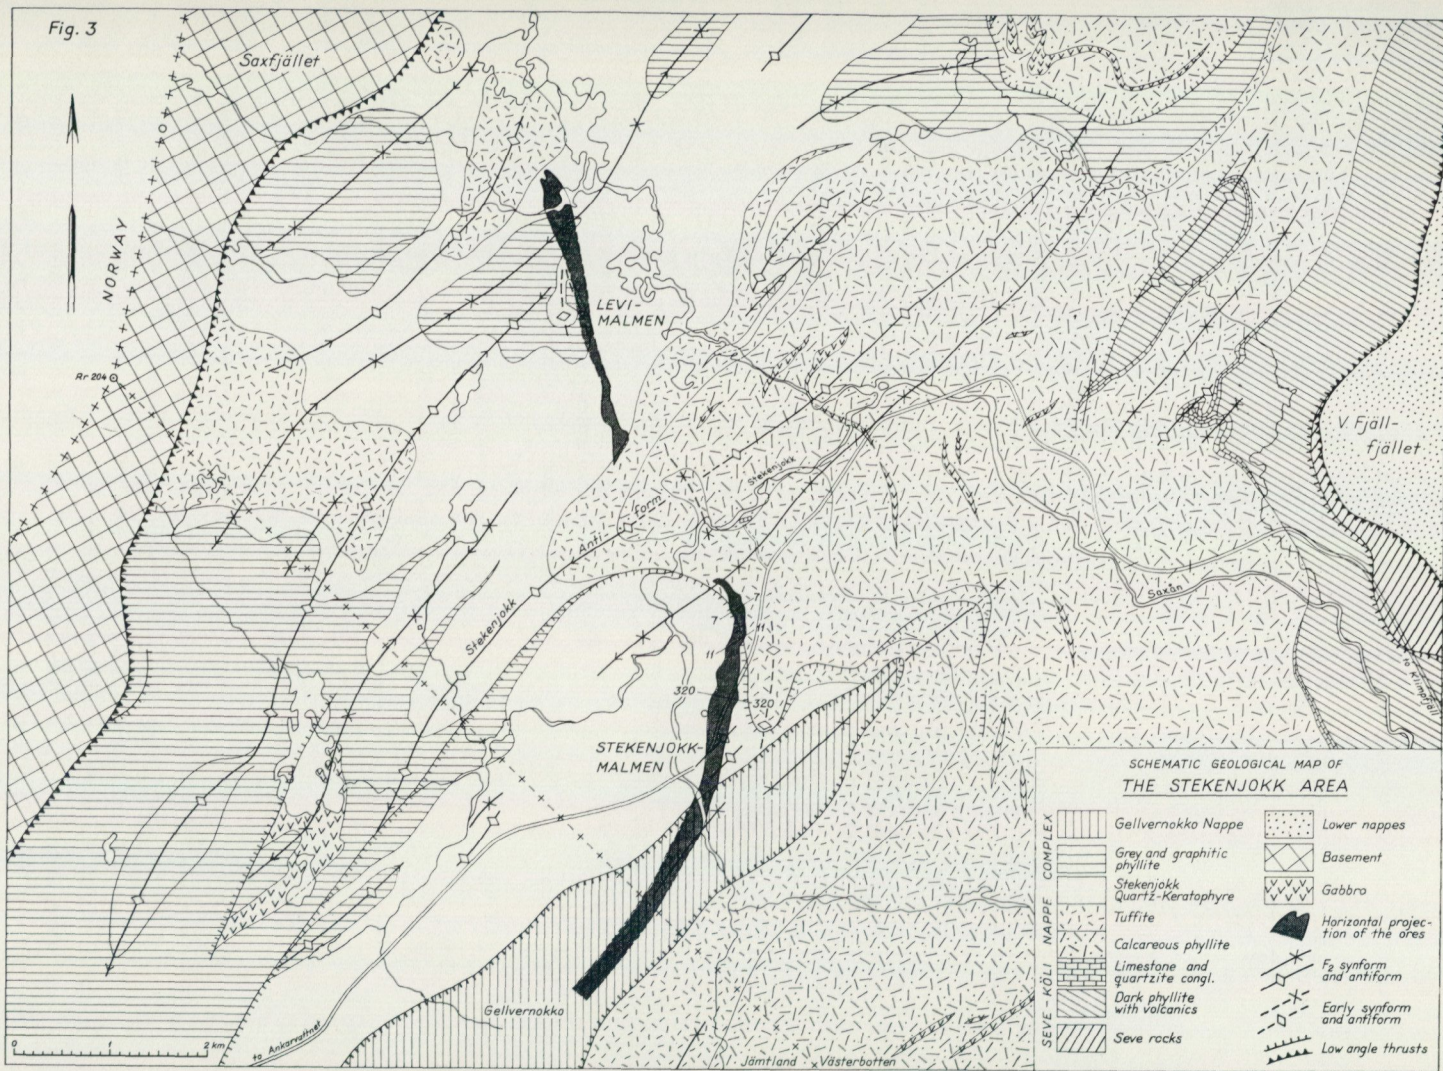 Fig. 3
Saxfjället
NORWAY
Rr 204
LEVI-
MALMEN
V. Fjäll-
fjället
Stekenjokk
Anti
form
Stekenjokk
Saxån
to Klimpfjäll
7
11
320
320
STEKENJOKK-
MALMEN
Gellvernokko
to Ankarvattnet
0 1 2 km
Jämtland Västerbotten
SCHEMATIC GEOLOGICAL MAP OF
THE STEKENJOKK AREA
SEVE-KÖLI NAPPE COMPLEX
Gellvernokko Nappe
Grey and graphitic
phyllite
Stekenjokk
Quartz-Keratophyre
Tuffite
Calcareous phyllite
Limestone and
quartzite congl.
Dark phyllite
with volcanics
Seve rocks
Lower nappes
Basement
Gabbro
Horizontal projec-
tion of the ores
F2 synform
and antiform
Early synform
and antiform
Low angle thrusts